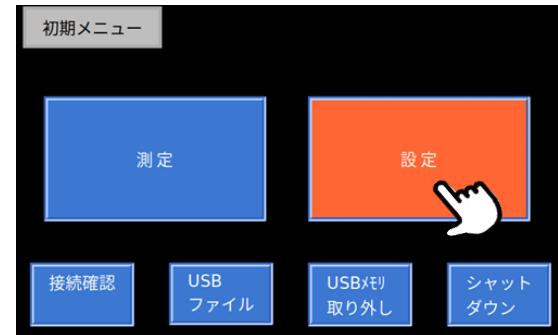 初期メニュー
測定
設定
接続確認
USB
ファイル
USBﾒﾓﾘ
取り外し
シャット
ダウン